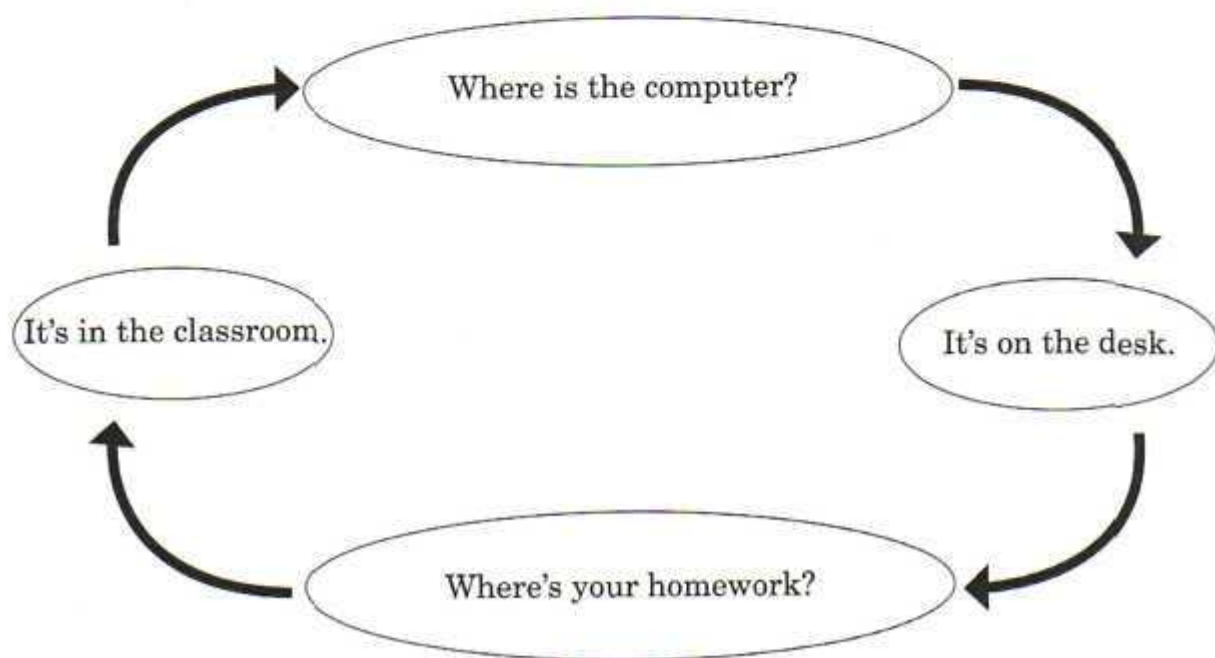 Where is the computer?
It's in the classroom.
It's on the desk.
Where's your homework?